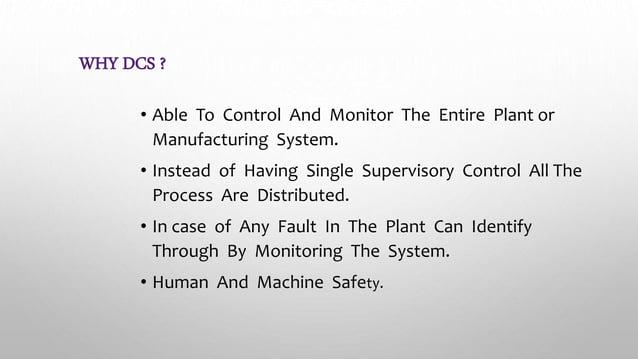 WHY DCS ?
• Able To Control And Monitor The Entire Plant or
Manufacturing System.
• Instead of Having Single Supervisory Control All The
Process Are Distributed.
• In case of Any Fault In The Plant Can Identify
Through By Monitoring The System.
• Human And Machine Safety.